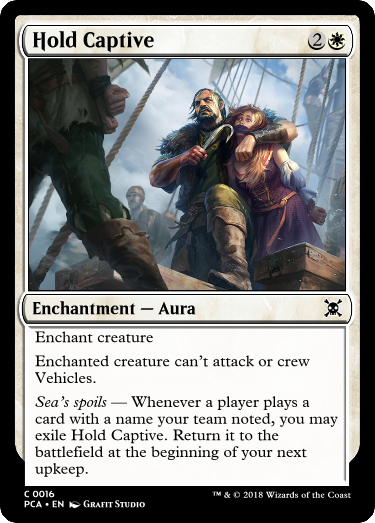 Hold Captive 2
Enchantment — Aura
Enchant creature
Enchanted creature can't attack or crew
Vehicles.
Sea's spoils — Whenever a player plays a
card with a name your team noted, you may
exile Hold Captive. Return it to the
battlefield at the beginning of your next
upkeep.
C 0016
PCA • EN Grafit Studio ™ & © 2018 Wizards of the Coast